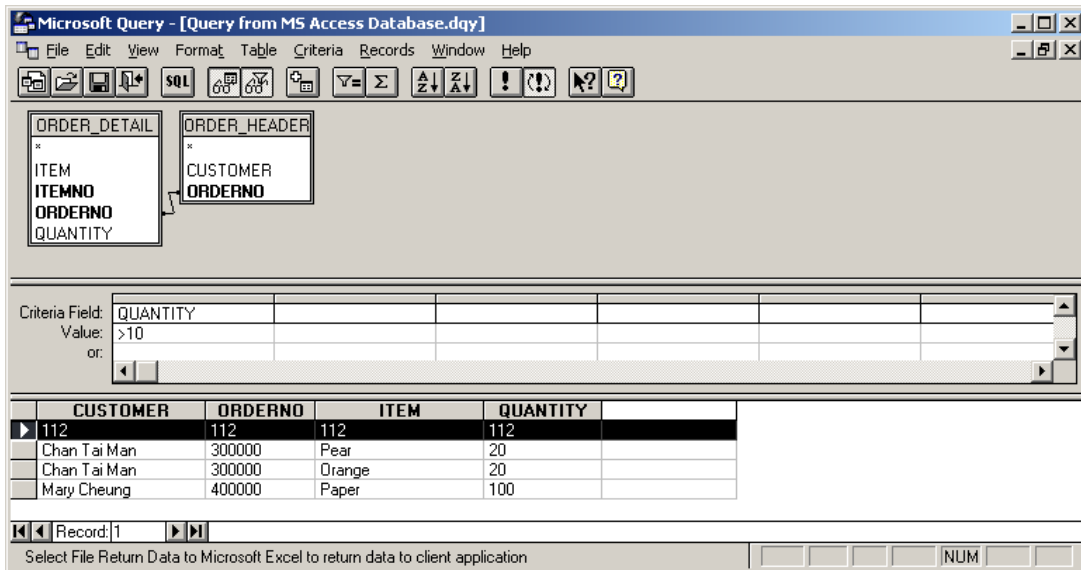 Microsoft Query - [Query from MS Access Database.dqy]
File Edit View Format Table Criteria Records Window Help
SQL
ORDER_DETAIL
*
ITEM
ITEMNO
ORDERNO
QUANTITY
ORDER_HEADER
*
CUSTOMER
ORDERNO
Criteria Field: QUANTITY
Value: >10
or:
CUSTOMER ORDERNO ITEM QUANTITY
112 112 112 112
Chan Tai Man 300000 Pear 20
Chan Tai Man 300000 Orange 20
Mary Cheung 400000 Paper 100
Record: 1
Select File Return Data to Microsoft Excel to return data to client application NUM